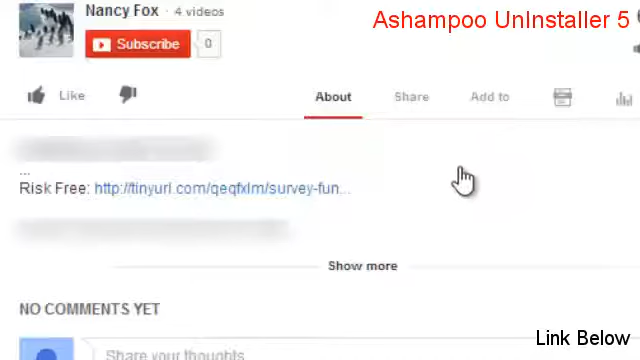 Nancy Fox · 4 videos
Ashampoo UnInstaller 5
Subscribe 0
Like
About Share Add to
...
Risk Free: http://tinyurl.com/qeqfxlm/survey-fun...
Show more
NO COMMENTS YET
Link Below
Share your thoughts